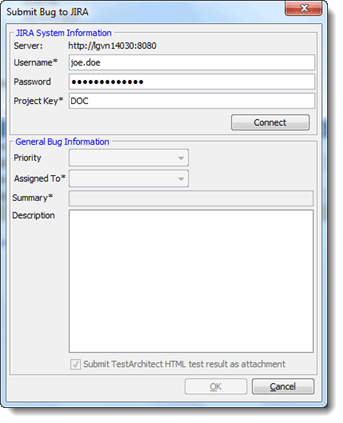 Submit Bug to JIRA
JIRA System Information
Server: http://lgvn14030:8080
Username* joe.doe
Password ●●●●●●●●●●●●●
Project Key* DOC
Connect
General Bug Information
Priority
Assigned To*
Summary*
Description
Submit TestArchitect HTML test result as attachment
OK Cancel